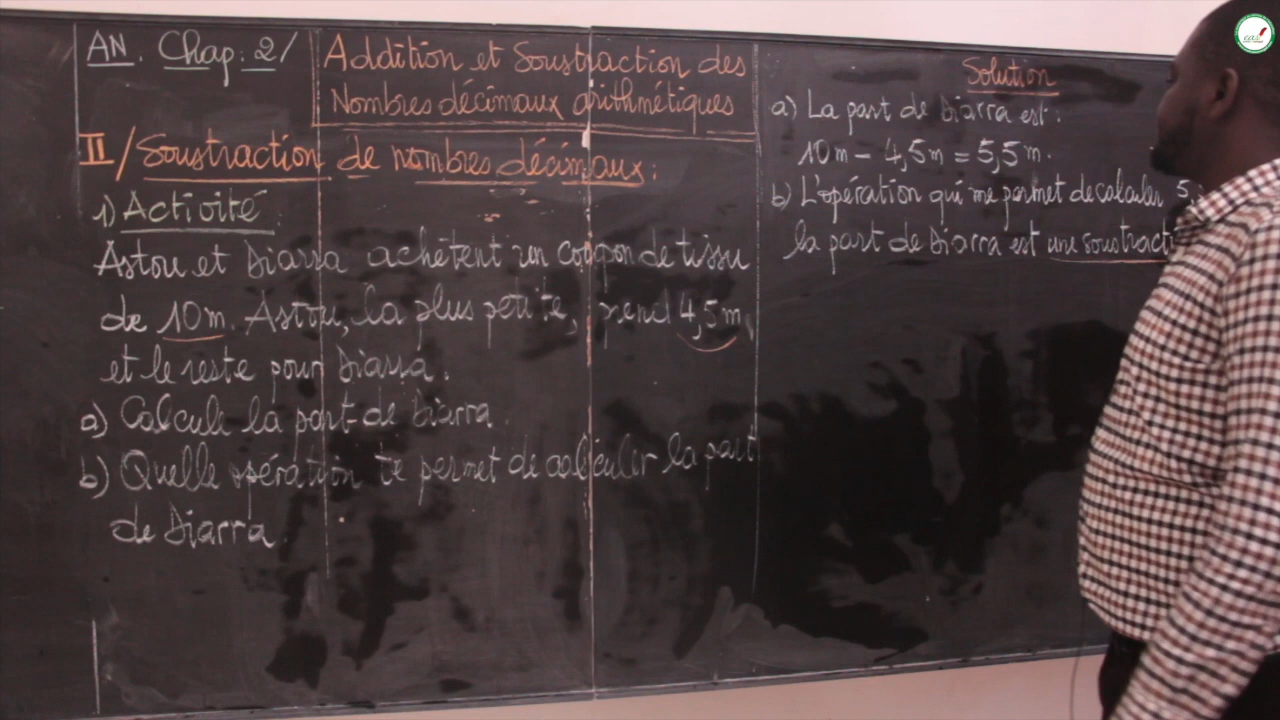 AN. Chap: 2/
Addition et Soustraction des
Nombres décimaux arithmétiques
II/ Soustraction de nombres décimaux:
1) Activité
Astou et Diarra achètent un coupon de tissu
de 10m. Astou, la plus petite, prend 4,5m,
et le reste pour Diarra.
a) Calcule la part de Diarra.
b) Quelle opération te permet de calculer la part
de Diarra.
Solution
a) La part de Diarra est:
10m - 4,5m = 5,5m.
b) L'opération qui me permet de calculer 5,
la part de Diarra est une soustracti
eas